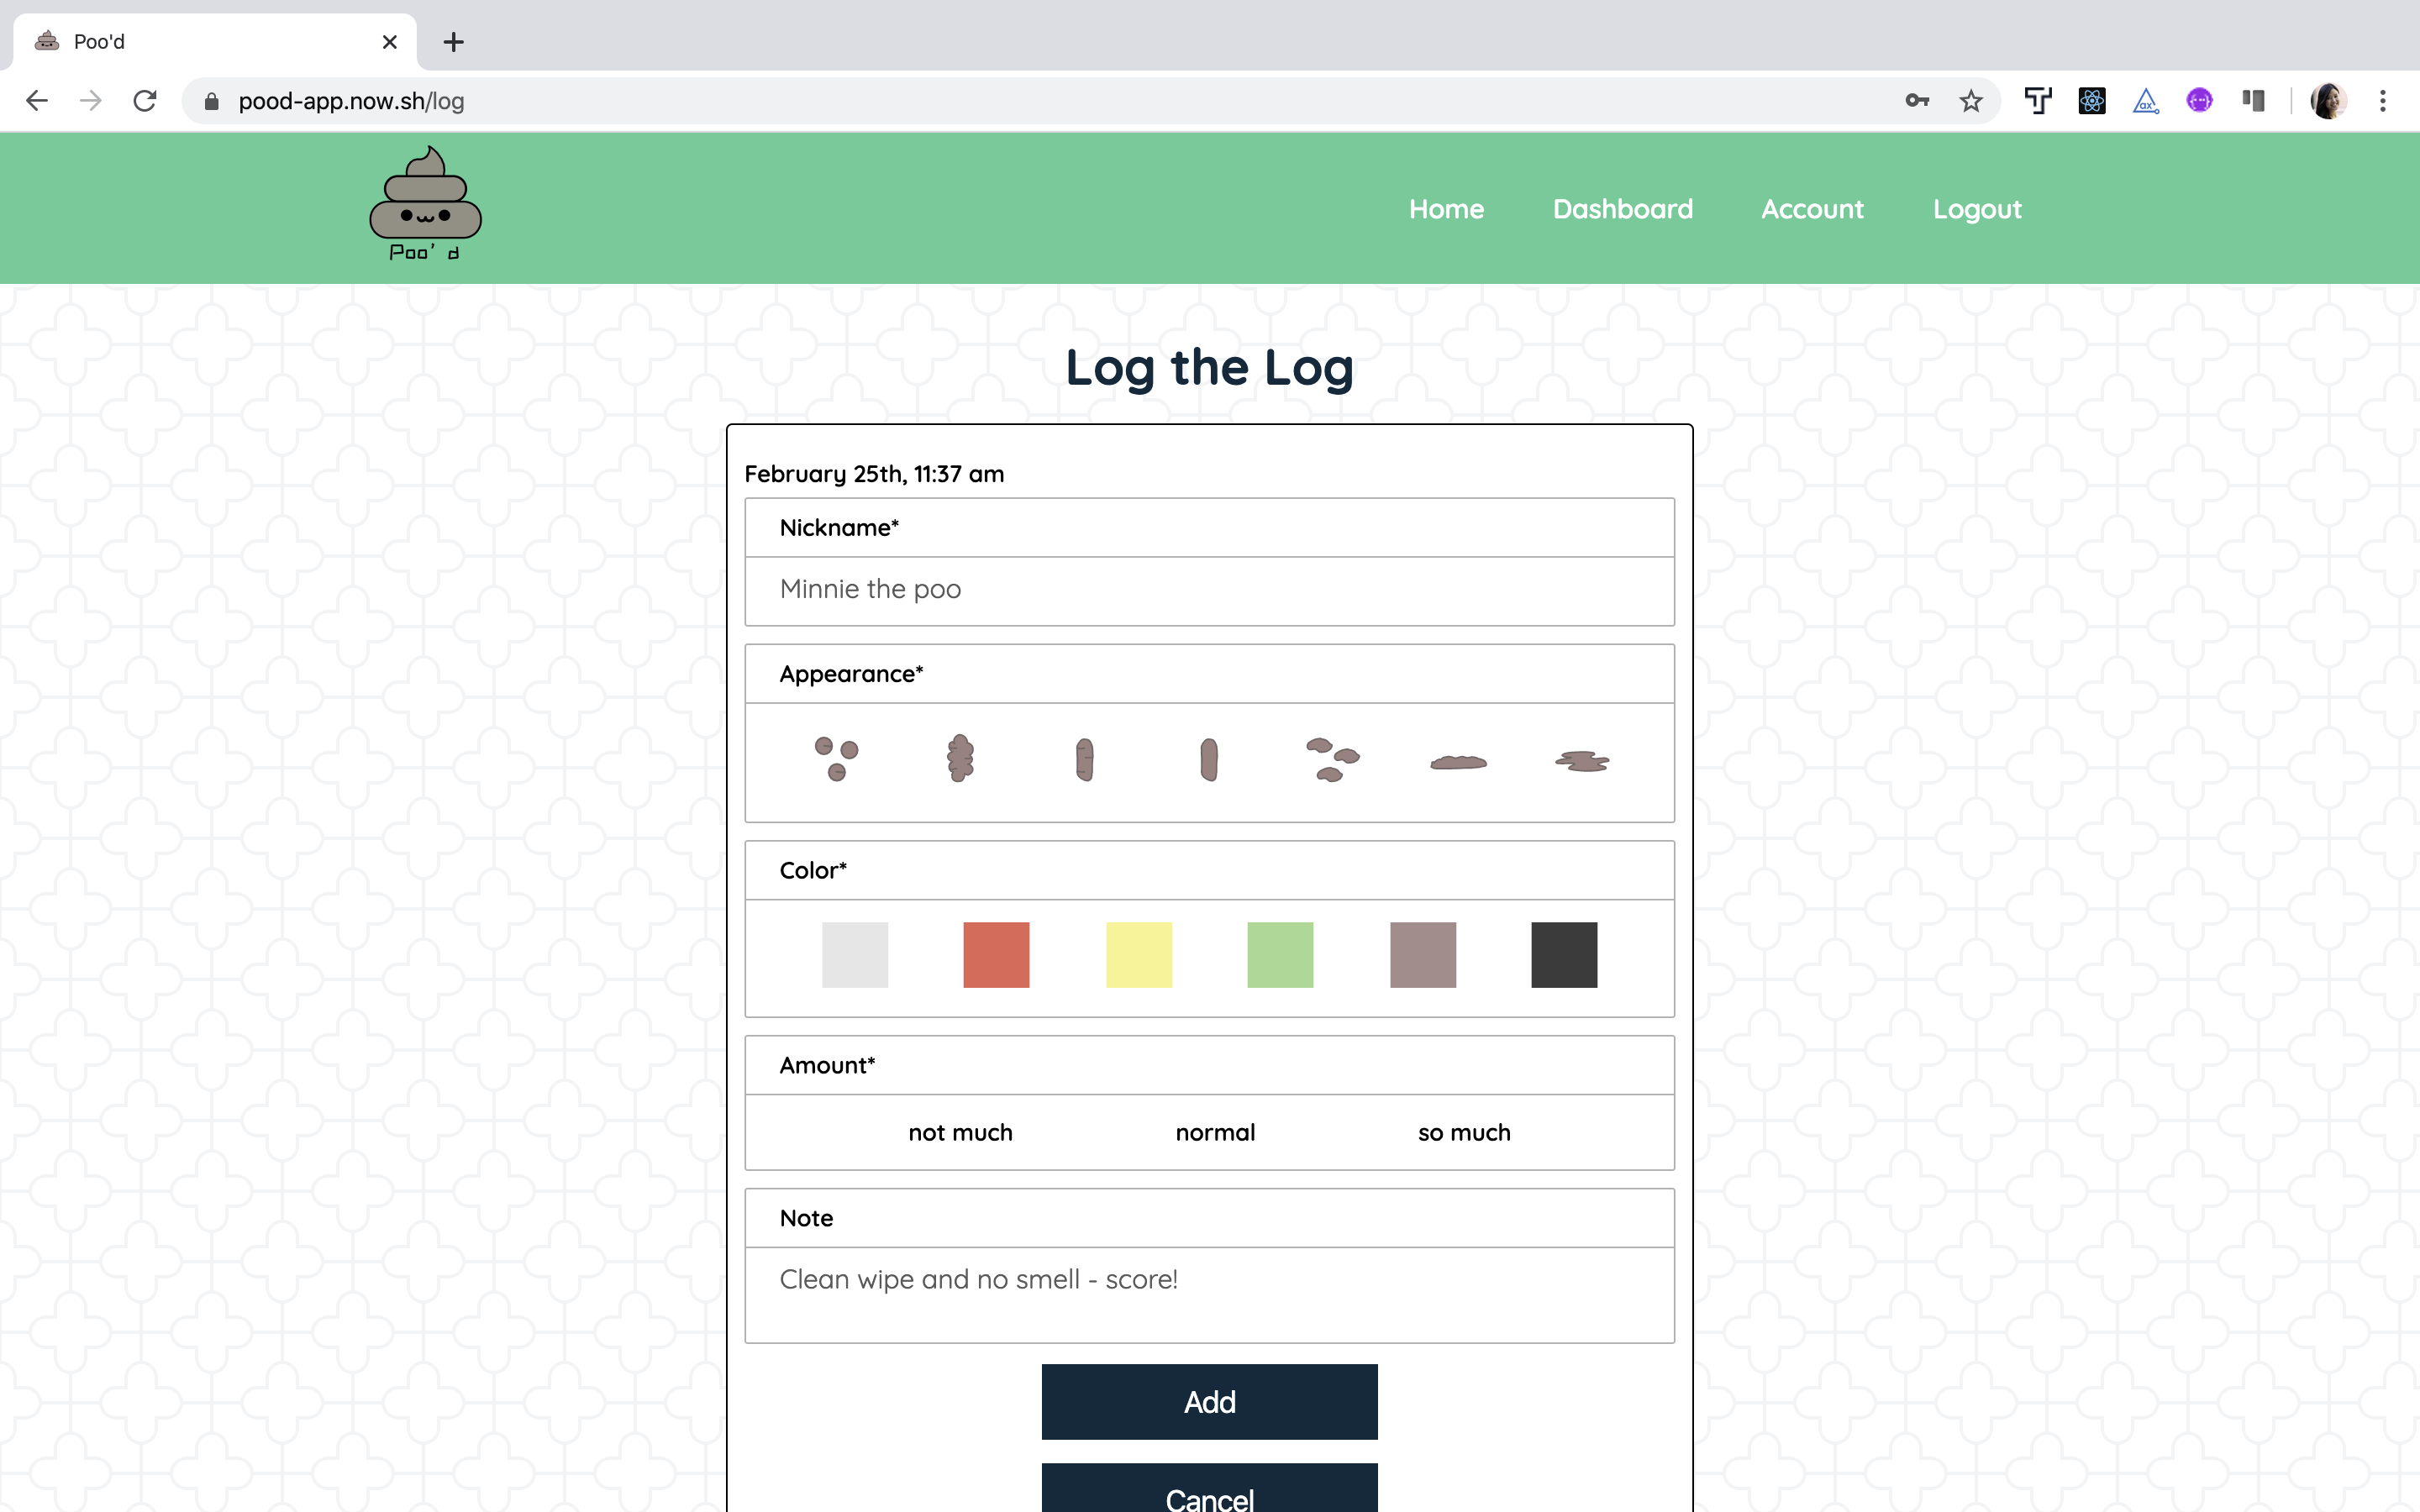 Poo'd
pood-app.now.sh/log
Poo'd
Home Dashboard Account Logout
Log the Log
February 25th, 11:37 am
Nickname*
Minnie the poo
Appearance*
Color*
Amount*
not much normal so much
Note
Clean wipe and no smell - score!
Add
Cancel